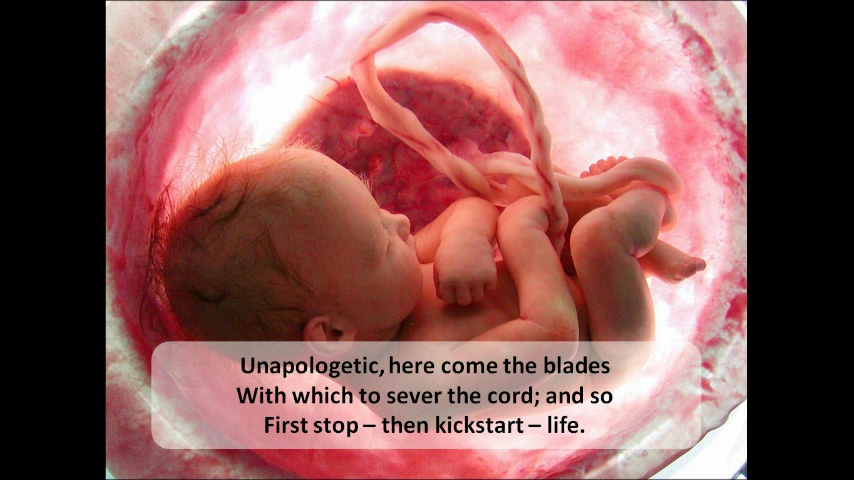 Unapologetic, here come the blades
With which to sever the cord; and so
First stop – then kickstart – life.